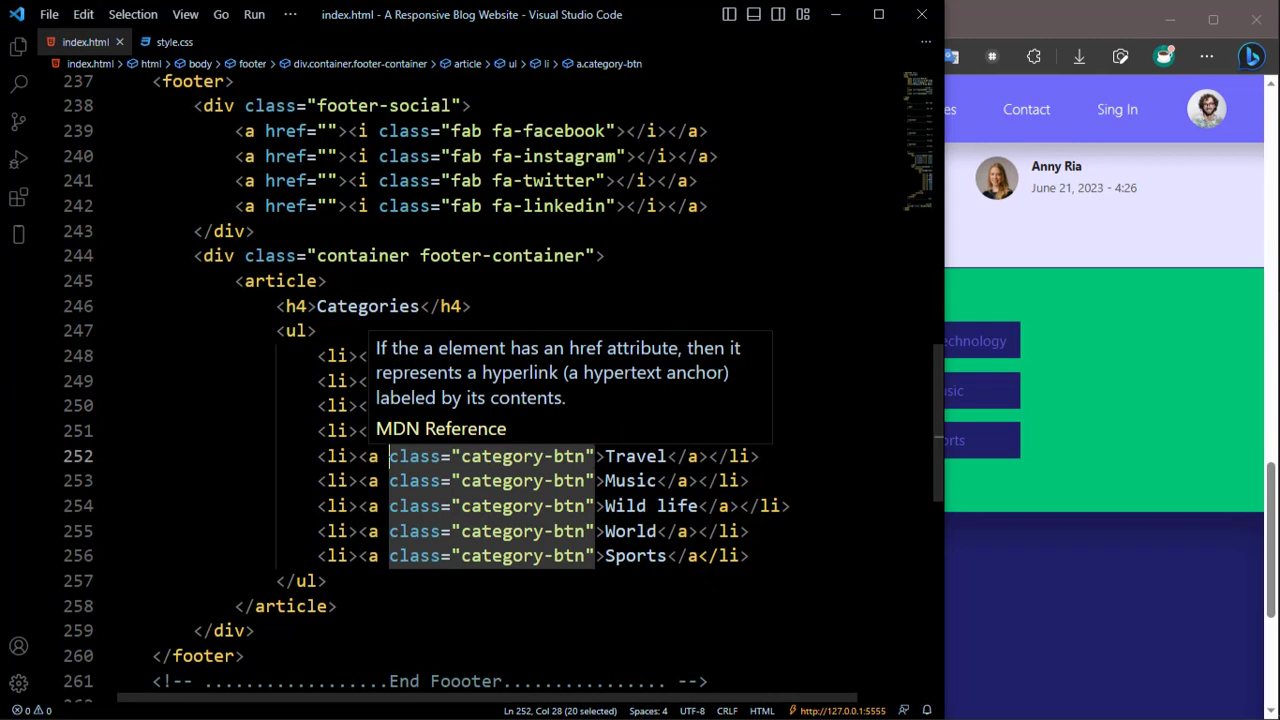 File Edit Selection View Go Run ··· index.html - A Responsive Blog Website - Visual Studio Code
index.html × style.css
index.html > html > body > footer > div.container.footer-container > article > ul > li > a.category-btn
237 <footer>
238 <div class="footer-social">
239 <a href=""><i class="fab fa-facebook"></i></a>
240 <a href=""><i class="fab fa-instagram"></i></a>
241 <a href=""><i class="fab fa-twitter"></i></a>
242 <a href=""><i class="fab fa-linkedin"></i></a>
243 </div>
244 <div class="container footer-container">
245 <article>
246 <h4>Categories</h4>
247 <ul>
248 <li><
249 <li><
250 <li><
251 <li><
If the a element has an href attribute, then it
represents a hyperlink (a hypertext anchor)
labeled by its contents.
MDN Reference
252 <li><a class="category-btn">Travel</a></li>
253 <li><a class="category-btn">Music</a></li>
254 <li><a class="category-btn">Wild life</a></li>
255 <li><a class="category-btn">World</a></li>
256 <li><a class="category-btn">Sports</a</li>
257 </ul>
258 </article>
259 </div>
260 </footer>
261 <!-- ..................End Foooter............... -->
0 0 Ln 252, Col 28 (20 selected) Spaces: 4 UTF-8 CRLF HTML http://127.0.0.1:5555
es Contact Sing In
Anny Ria
June 21, 2023 - 4:26
echnology
usic
orts